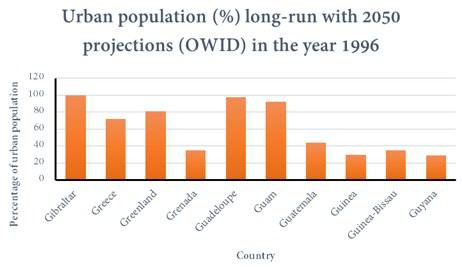 Urban population (%) long-run with 2050
projections (OWID) in the year 1996
Percentage of urban population
120
100
80
60
40
20
0
Gibraltar
Greece
Greenland
Grenada
Guadeloupe
Guam
Guatemala
Guinea
Guinea-Bissau
Guyana
Country